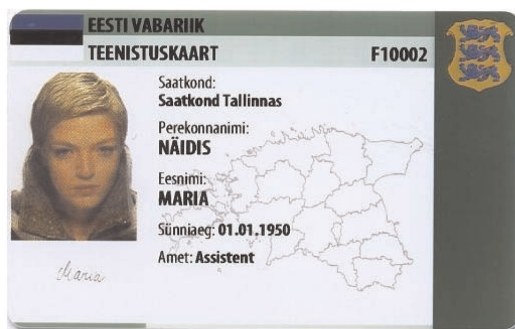 EESTI VABARIIK
TEENISTUSKAART F10002
Saatkond:
Saatkond Tallinnas
Perekonnanimi:
NÄIDIS
Eesnimi:
MARIA
Sünniaeg: 01.01.1950
Amet: Assistent
Maria